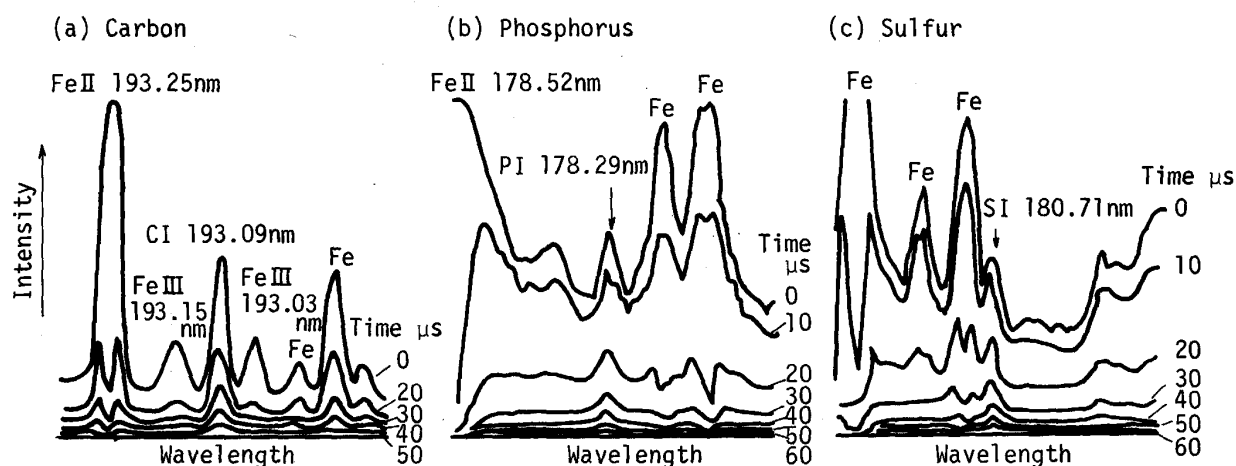 (a) Carbon
FeⅡ 193.25nm
CI 193.09nm
FeⅢ
193.15
nm
FeⅢ
193.03
nm
Fe
Fe
Time μs
0
20
30
40
50
Intensity
Wavelength
(b) Phosphorus
FeⅡ 178.52nm
Fe
Fe
PI 178.29nm
Time
μs
0
10
20
30
40
50
60
Wavelength
(c) Sulfur
Fe
Fe
Fe
SI 180.71nm
Time μs
0
10
20
30
40
50
60
Wavelength